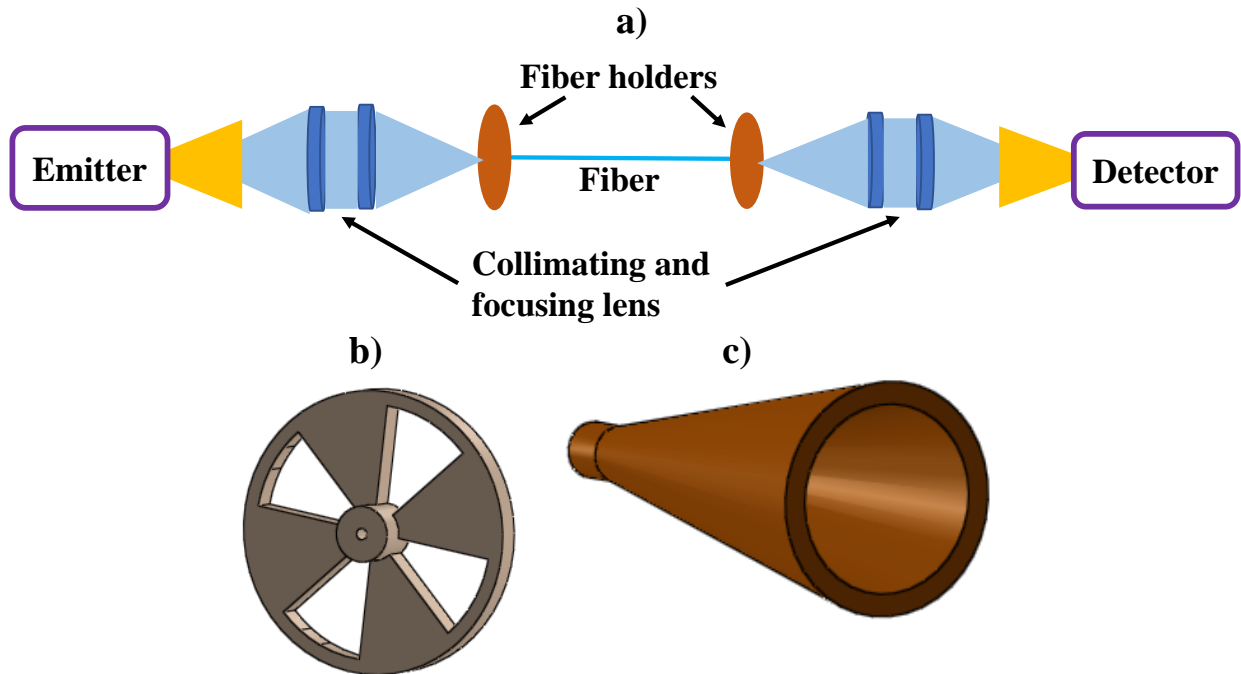 a)
Fiber holders
Emitter
Fiber
Detector
Collimating and
focusing lens
b)
c)